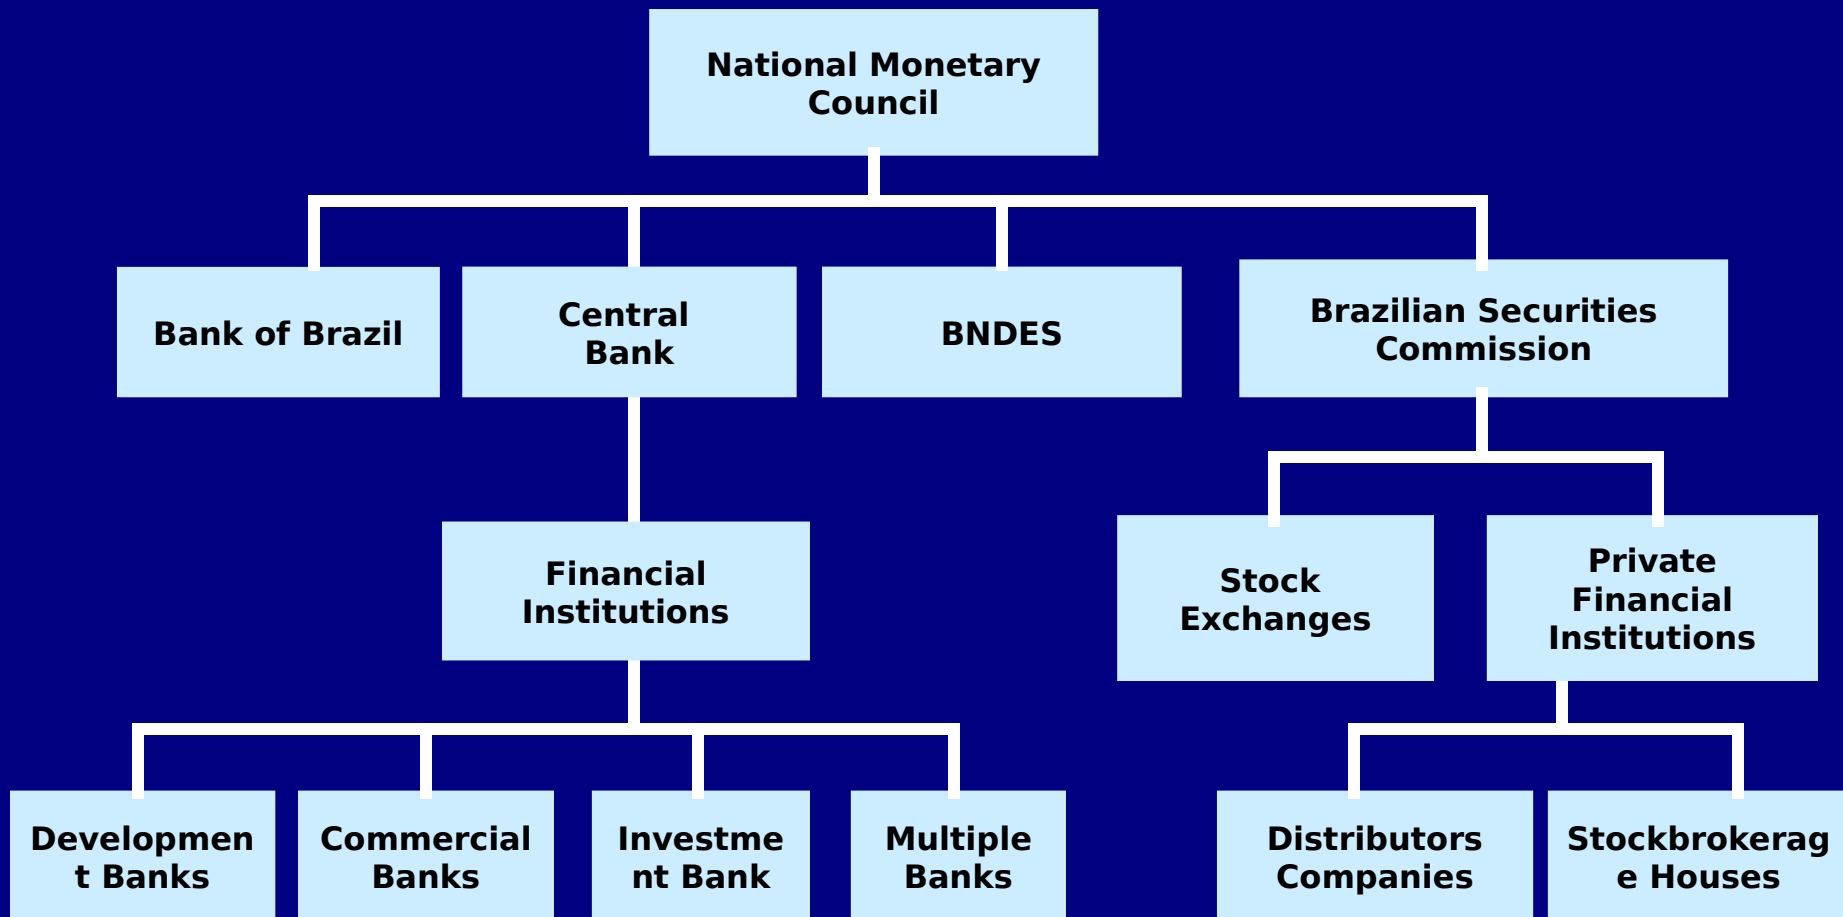 National Monetary
Council
Bank of Brazil
Central
Bank
BNDES
Brazilian Securities
Commission
Financial
Institutions
Stock
Exchanges
Private
Financial
Institutions
Developmen
t Banks
Commercial
Banks
Investme
nt Bank
Multiple
Banks
Distributors
Companies
Stockbrokerag
e Houses